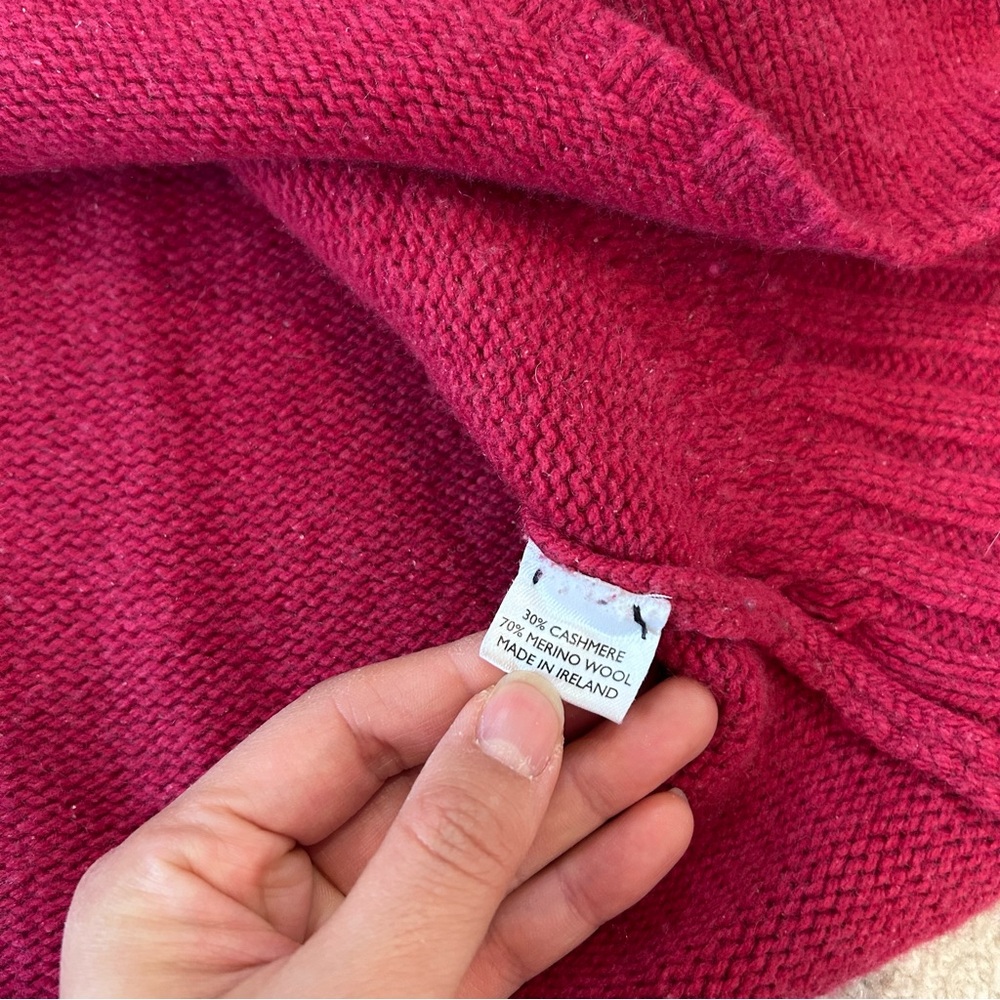 30% CASHMERE
70% MERINO WOOL
MADE IN IRELAND